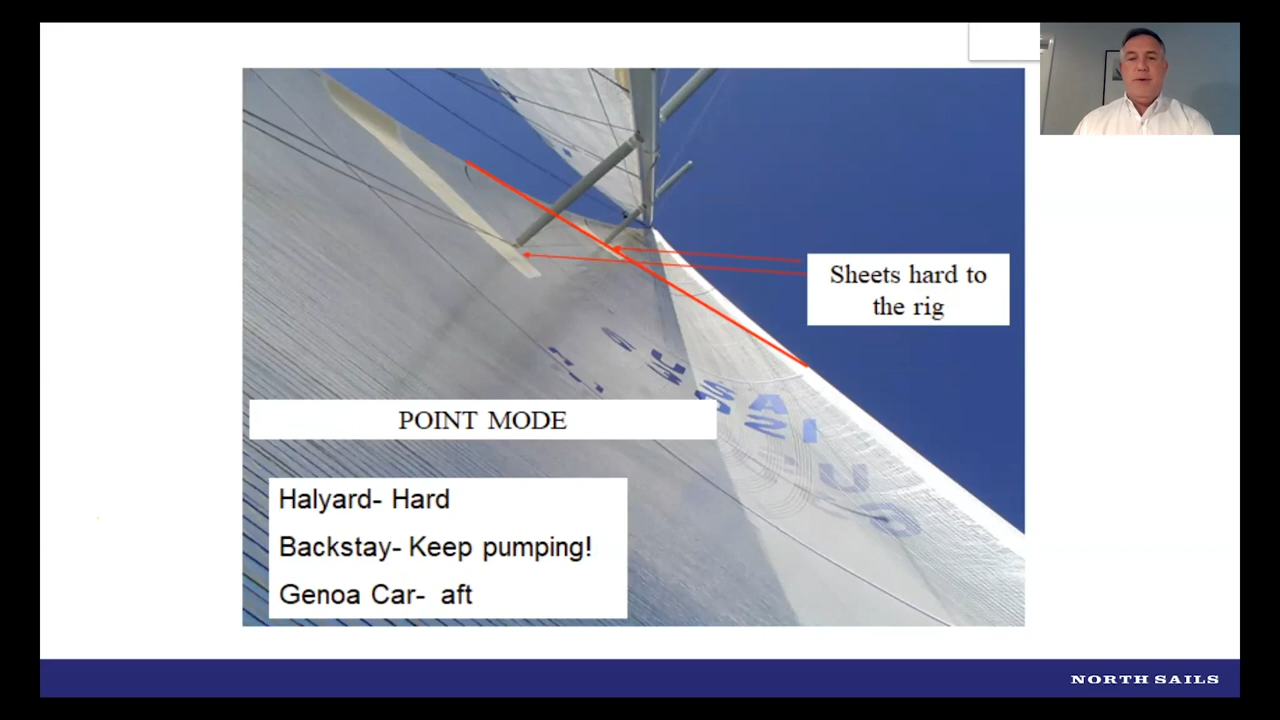 Sheets hard to
the rig
POINT MODE
Halyard- Hard
Backstay- Keep pumping!
Genoa Car- aft
NORTH SAILS